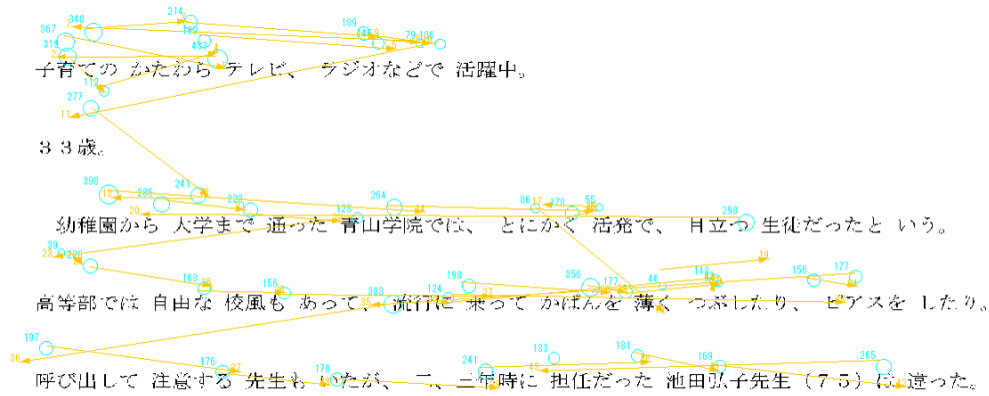 子育ての かたわら テレビ、 ラジオなどで 活躍中。
３３歳。
幼稚園から 大学まで 通った 青山学院では、 とにかく 活発で、 目立つ 生徒だったと いう。
高等部では 自由な 校風も あって、 流行に 乗って かばんを 薄く つぶしたり、 ピアスを したり。
呼び出して 注意する 先生も いたが、 二、三年時に 担任だった 池田弘子先生（７５）は 違った。